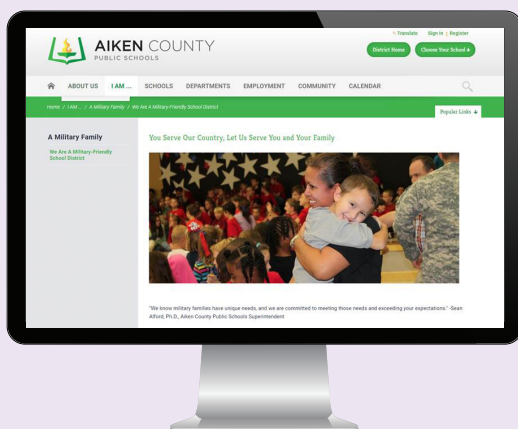 Translate Sign In | Register
AIKEN COUNTY
PUBLIC SCHOOLS
District Home Choose Your School
ABOUT US I AM ... SCHOOLS DEPARTMENTS EMPLOYMENT COMMUNITY CALENDAR
Home / I AM ... / A Military Family / We Are A Military-Friendly School District
Popular Links
A Military Family
We Are A Military-Friendly
School District
You Serve Our Country, Let Us Serve You and Your Family
"We know military families have unique needs, and we are committed to meeting those needs and exceeding your expectations." -Sean
Alford, Ph.D., Aiken County Public Schools Superintendent